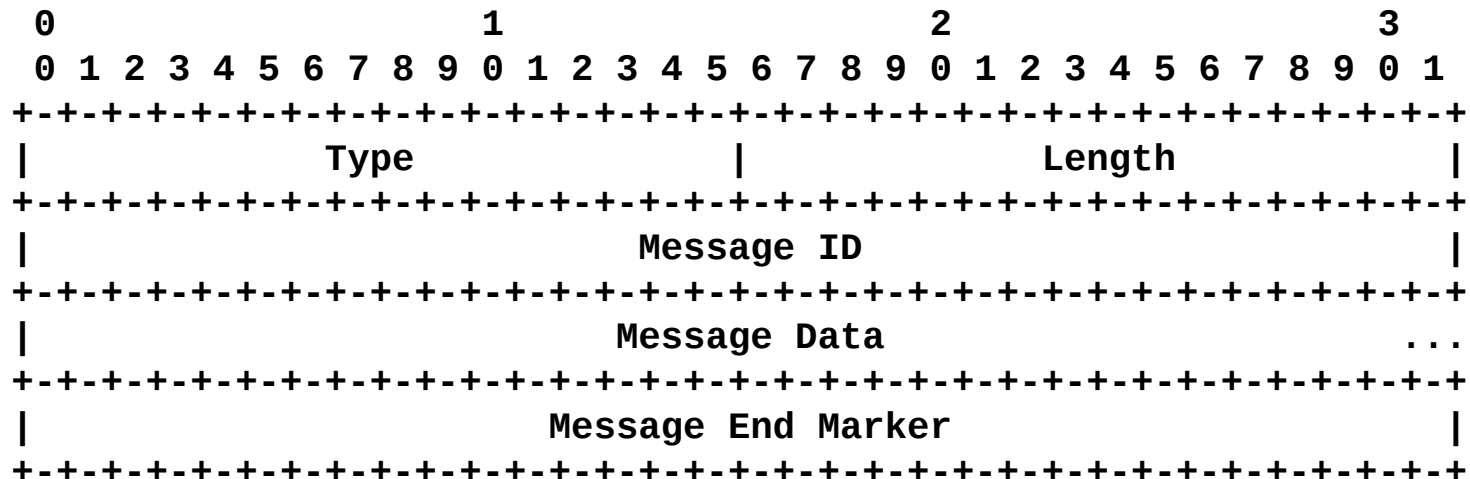 0                   1                   2                   3
 0 1 2 3 4 5 6 7 8 9 0 1 2 3 4 5 6 7 8 9 0 1 2 3 4 5 6 7 8 9 0 1
+-+-+-+-+-+-+-+-+-+-+-+-+-+-+-+-+-+-+-+-+-+-+-+-+-+-+-+-+-+-+-+-+
|             Type              |             Length            |
+-+-+-+-+-+-+-+-+-+-+-+-+-+-+-+-+-+-+-+-+-+-+-+-+-+-+-+-+-+-+-+-+
|                           Message ID                          |
+-+-+-+-+-+-+-+-+-+-+-+-+-+-+-+-+-+-+-+-+-+-+-+-+-+-+-+-+-+-+-+-+
|                          Message Data                       ...
+-+-+-+-+-+-+-+-+-+-+-+-+-+-+-+-+-+-+-+-+-+-+-+-+-+-+-+-+-+-+-+-+
|                       Message End Marker                      |
+-+-+-+-+-+-+-+-+-+-+-+-+-+-+-+-+-+-+-+-+-+-+-+-+-+-+-+-+-+-+-+-+